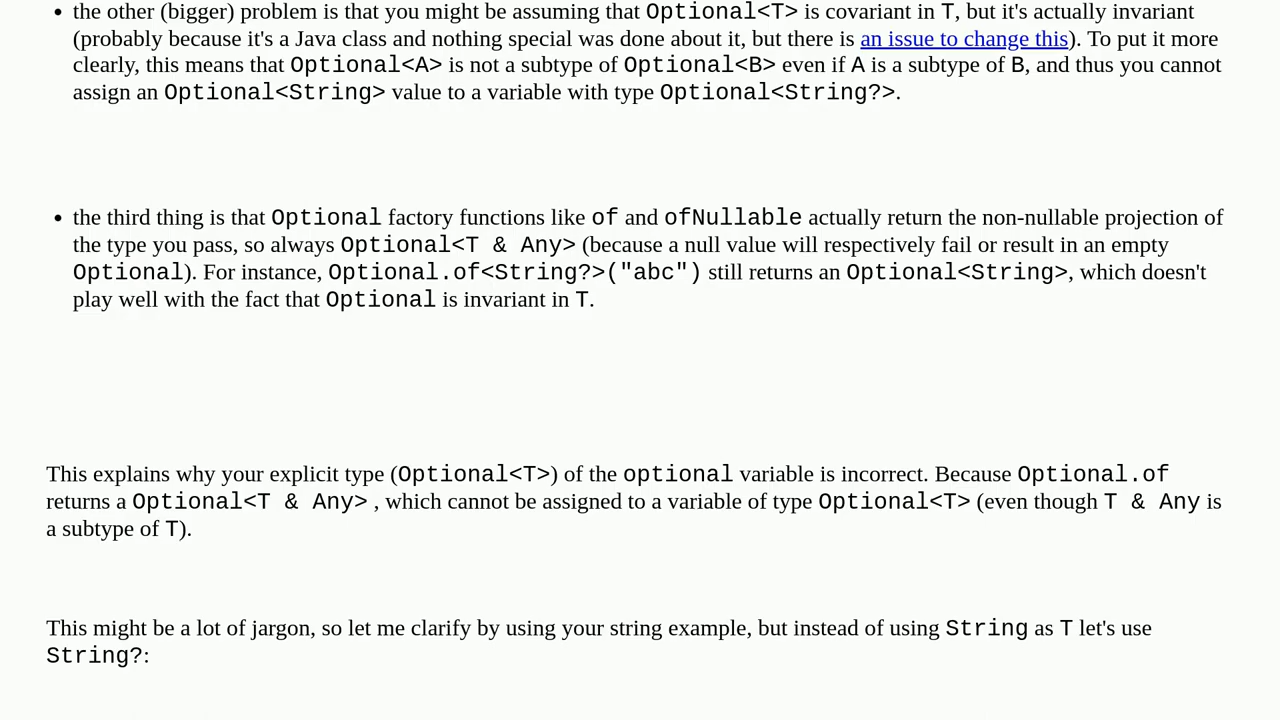 • the other (bigger) problem is that you might be assuming that Optional<T> is covariant in T, but it's actually invariant
(probably because it's a Java class and nothing special was done about it, but there is an issue to change this). To put it more
clearly, this means that Optional<A> is not a subtype of Optional<B> even if A is a subtype of B, and thus you cannot
assign an Optional<String> value to a variable with type Optional<String?>.
• the third thing is that Optional factory functions like of and ofNullable actually return the non-nullable projection of
the type you pass, so always Optional<T & Any> (because a null value will respectively fail or result in an empty
Optional). For instance, Optional.of<String?>("abc") still returns an Optional<String>, which doesn't
play well with the fact that Optional is invariant in T.
This explains why your explicit type (Optional<T>) of the optional variable is incorrect. Because Optional.of
returns a Optional<T & Any> , which cannot be assigned to a variable of type Optional<T> (even though T & Any is
a subtype of T).
This might be a lot of jargon, so let me clarify by using your string example, but instead of using String as T let's use
String?: